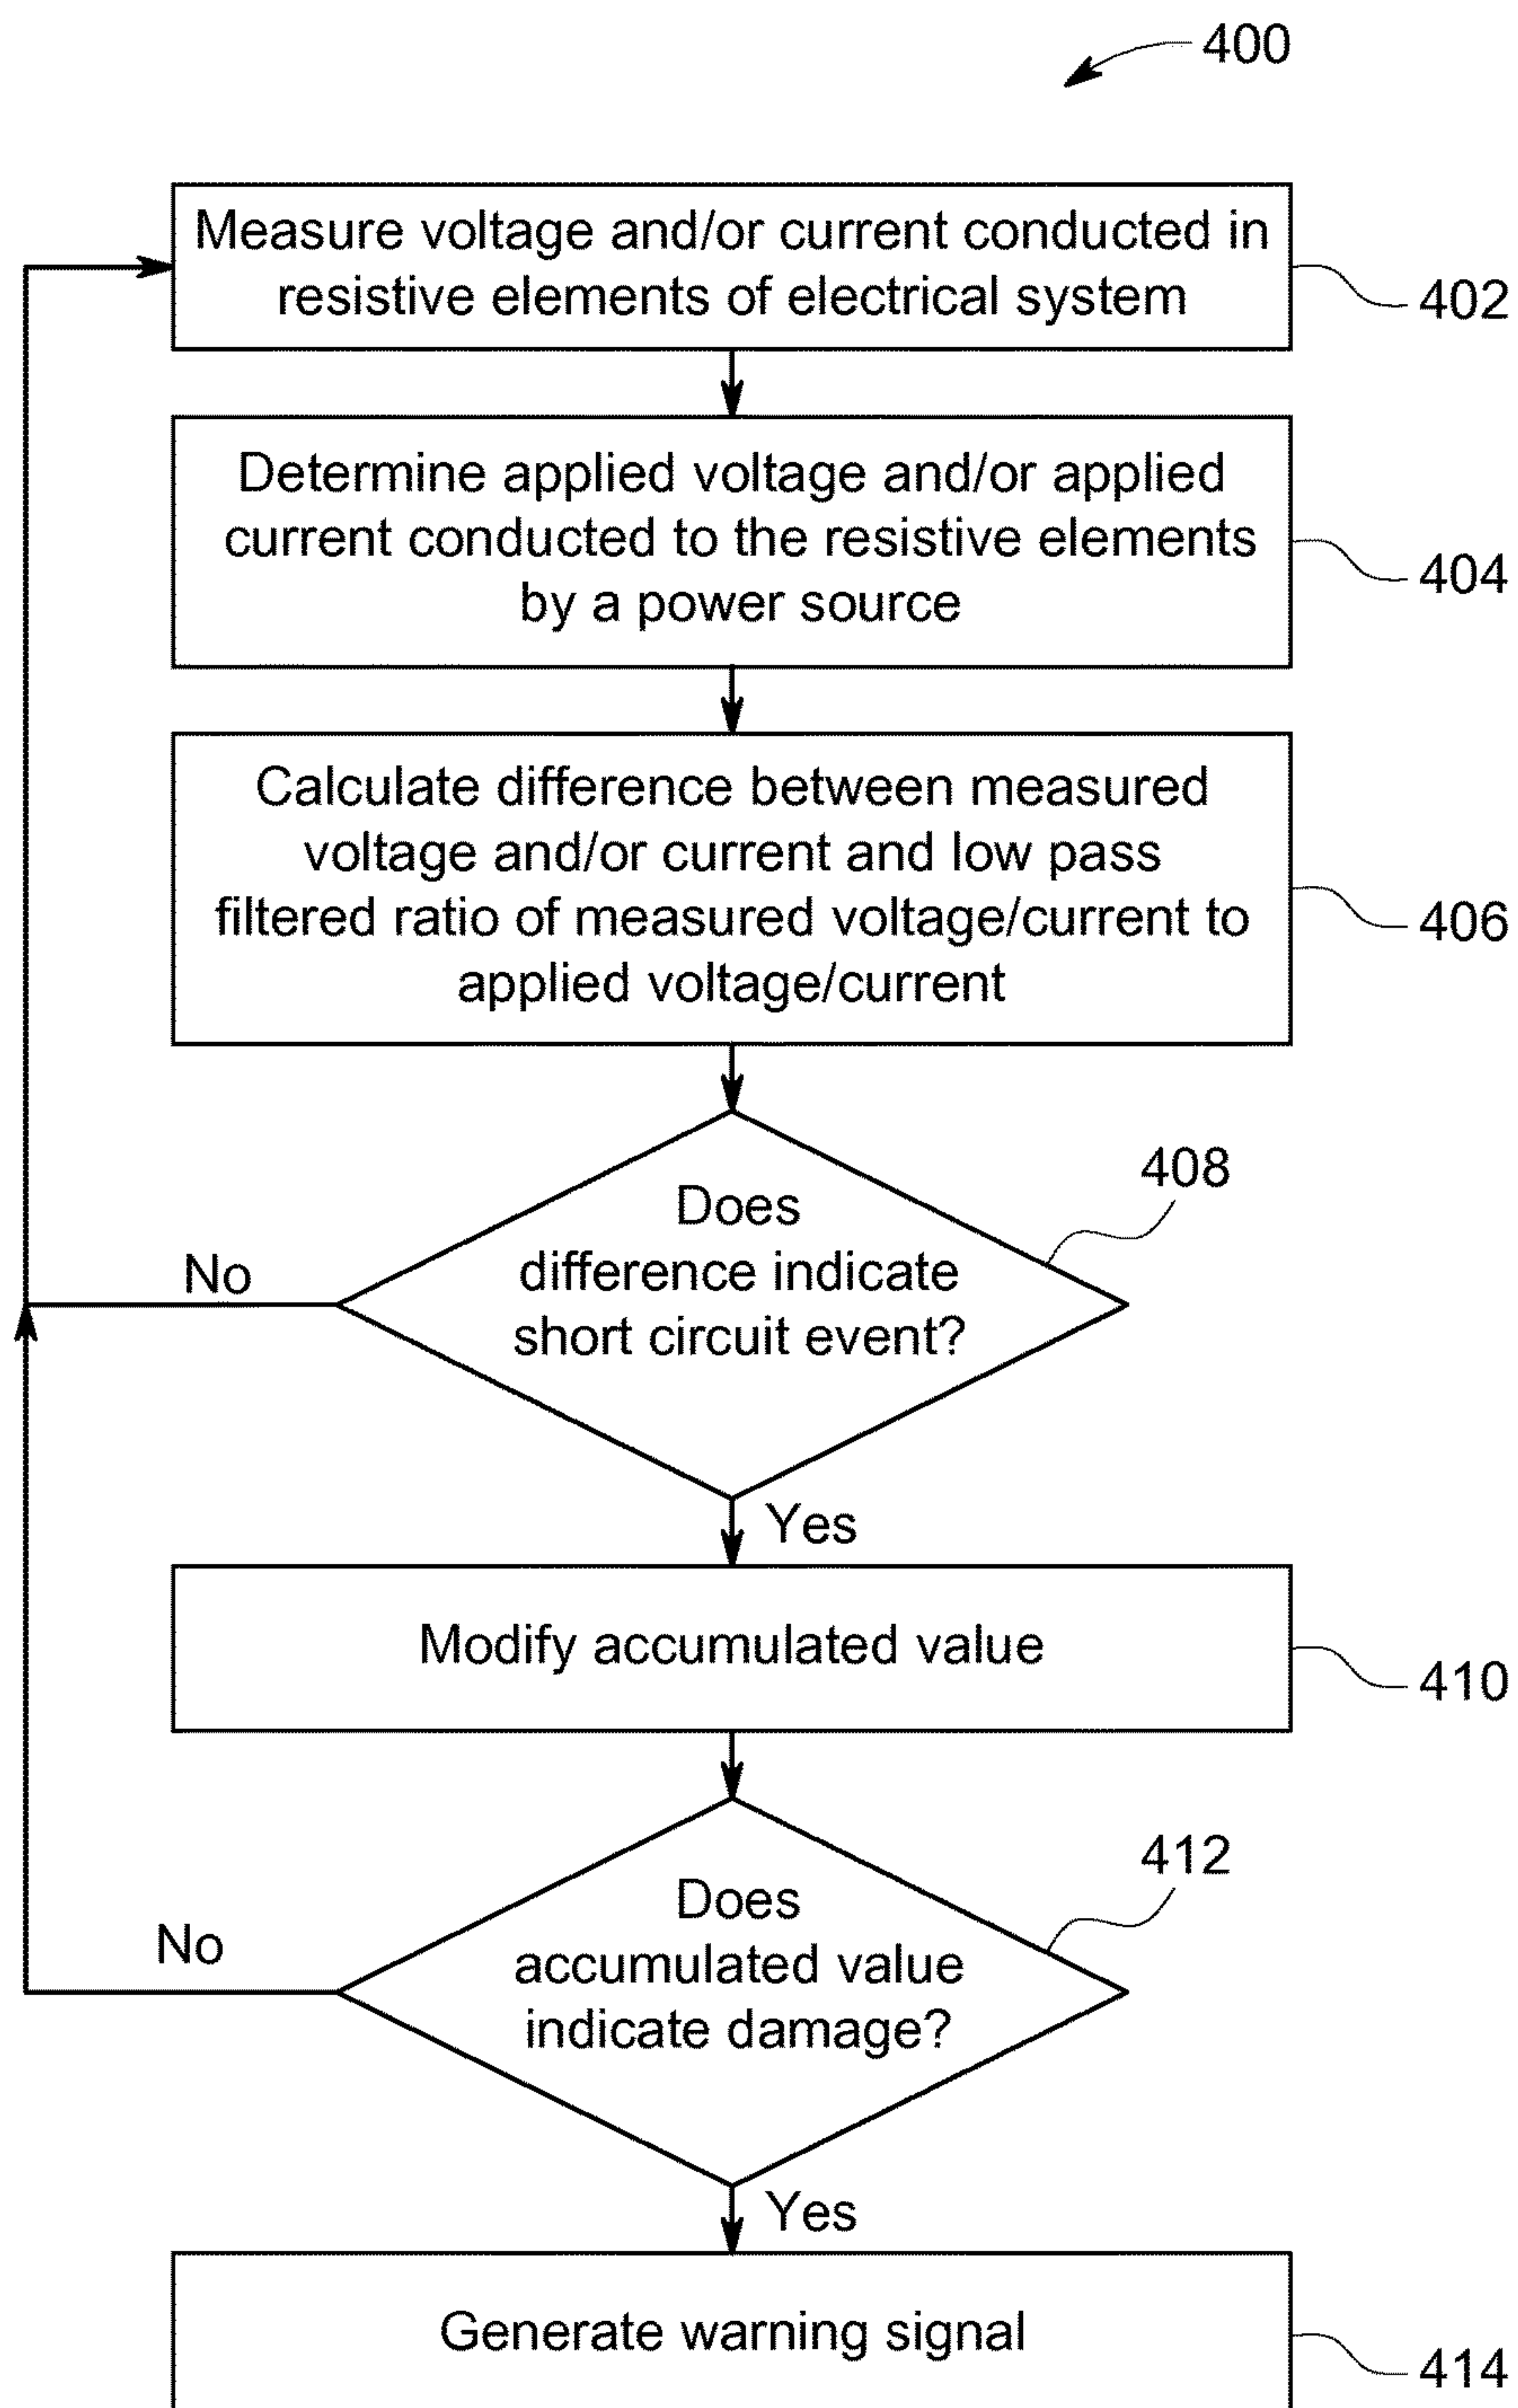 400
Measure voltage and/or current conducted in
resistive elements of electrical system
402
Determine applied voltage and/or applied
current conducted to the resistive elements
by a power source
404
Calculate difference between measured
voltage and/or current and low pass
filtered ratio of measured voltage/current to
applied voltage/current
406
408
Does
difference indicate
short circuit event?
No
Yes
Modify accumulated value
410
412
Does
accumulated value
indicate damage?
No
Yes
Generate warning signal
414